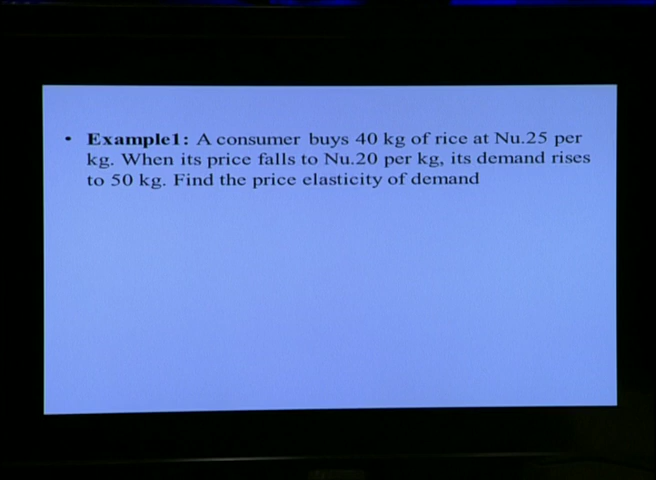 • Example1: A consumer buys 40 kg of rice at Nu.25 per
kg. When its price falls to Nu.20 per kg, its demand rises
to 50 kg. Find the price elasticity of demand